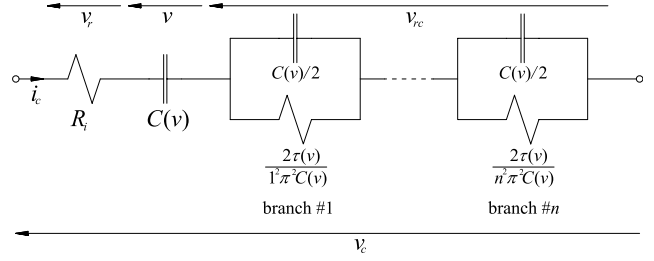 v_r v v_rc
C(v)/2 C(v)/2
i_c R_i C(v)
2τ(v) 2τ(v)
1²π²C(v) n²π²C(v)
branch #1 branch #n
v_c